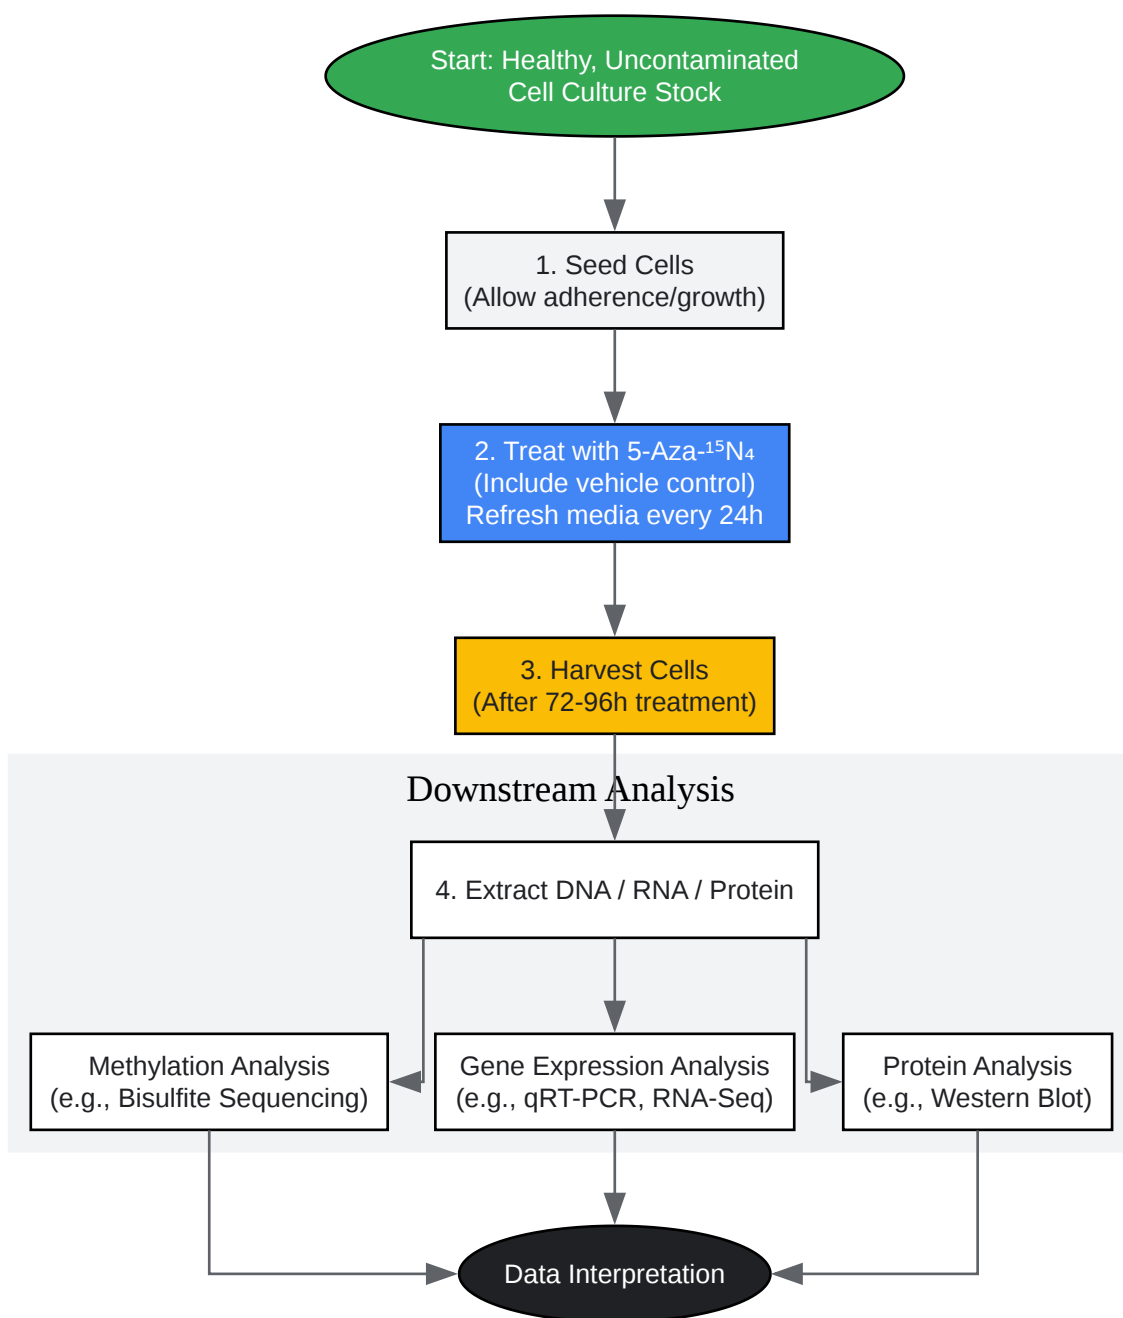 Start: Healthy, Uncontaminated
Cell Culture Stock
1. Seed Cells
(Allow adherence/growth)
2. Treat with 5-Aza-¹⁵N₄
(Include vehicle control)
Refresh media every 24h
3. Harvest Cells
(After 72-96h treatment)
Downstream Analysis
4. Extract DNA / RNA / Protein
Methylation Analysis
(e.g., Bisulfite Sequencing)
Gene Expression Analysis
(e.g., qRT-PCR, RNA-Seq)
Protein Analysis
(e.g., Western Blot)
Data Interpretation